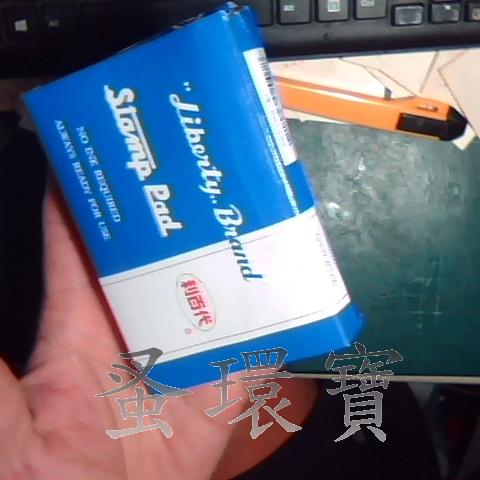 "Liberty„ Brand
Stamp Pad
NO INK REQUIRED
ALWAYS READY FOR USE
利百代
®
蚤環寶